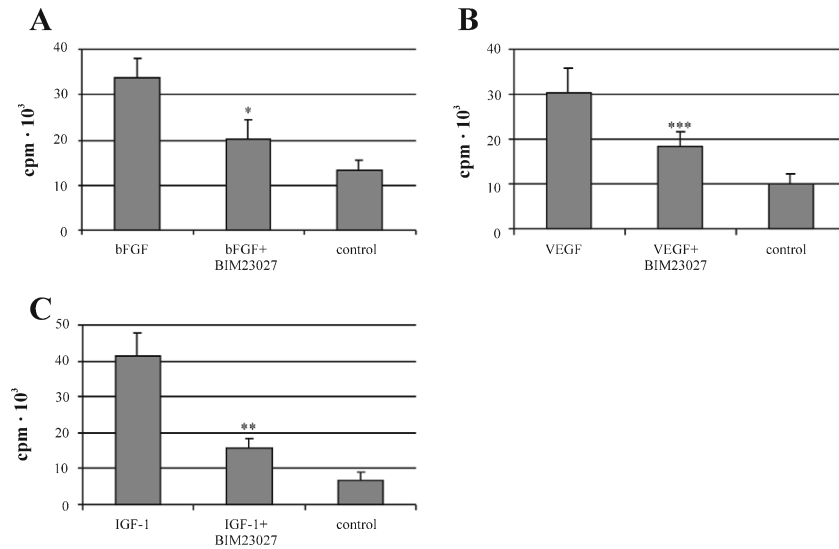 A
cpm · 10³
40
30
20
10
0
*
bFGF
bFGF+
BIM23027
control
B
cpm · 10³
40
30
20
10
0
***
VEGF
VEGF+
BIM23027
control
C
cpm · 10³
50
40
30
20
10
0
**
IGF-1
IGF-1+
BIM23027
control